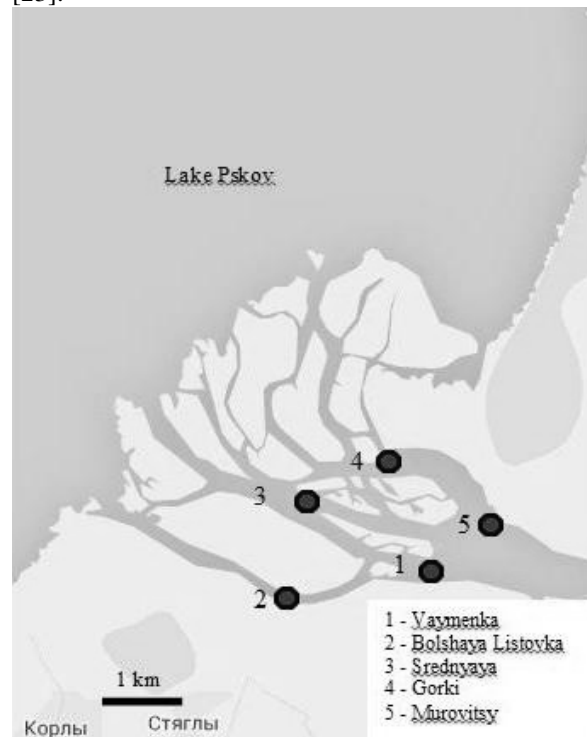 [25].
Lake Pskov
4
3
5
1
2
1 - Vaymenka
2 - Bolshaya Listovka
3 - Srednyaya
4 - Gorki
5 - Murovitsy
1 km
Корлы
Стяглы